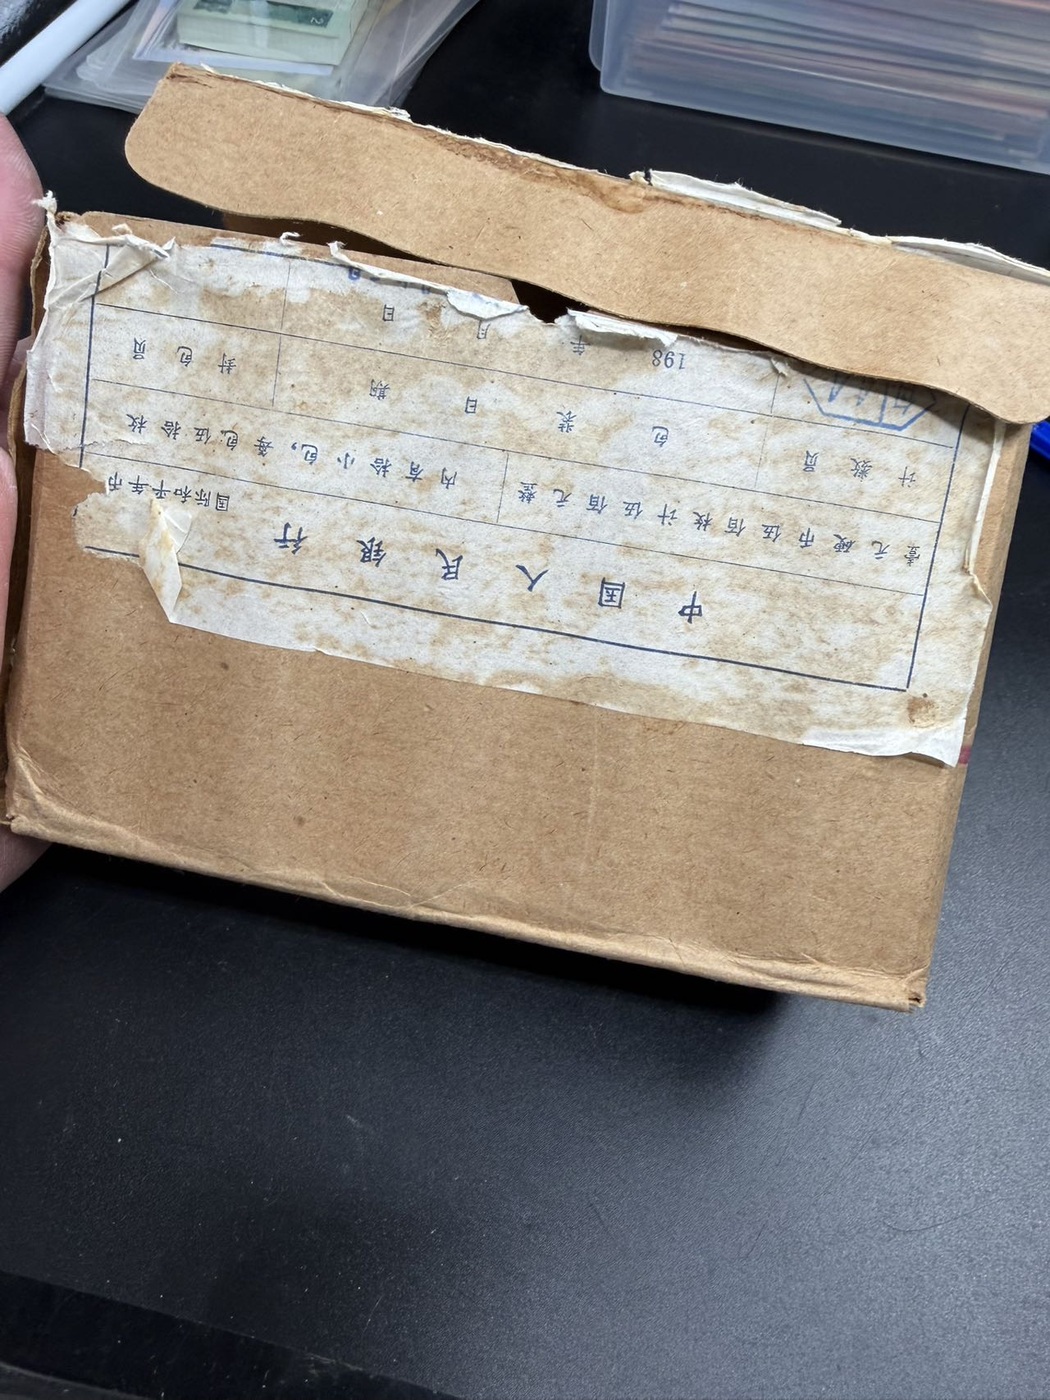 中国人民银行
国际和平年币
壹元硬币伍佰枚计伍佰元整 内有拾小包，每包伍拾枚
计数员 包装日期 封包员
198 年 月 日